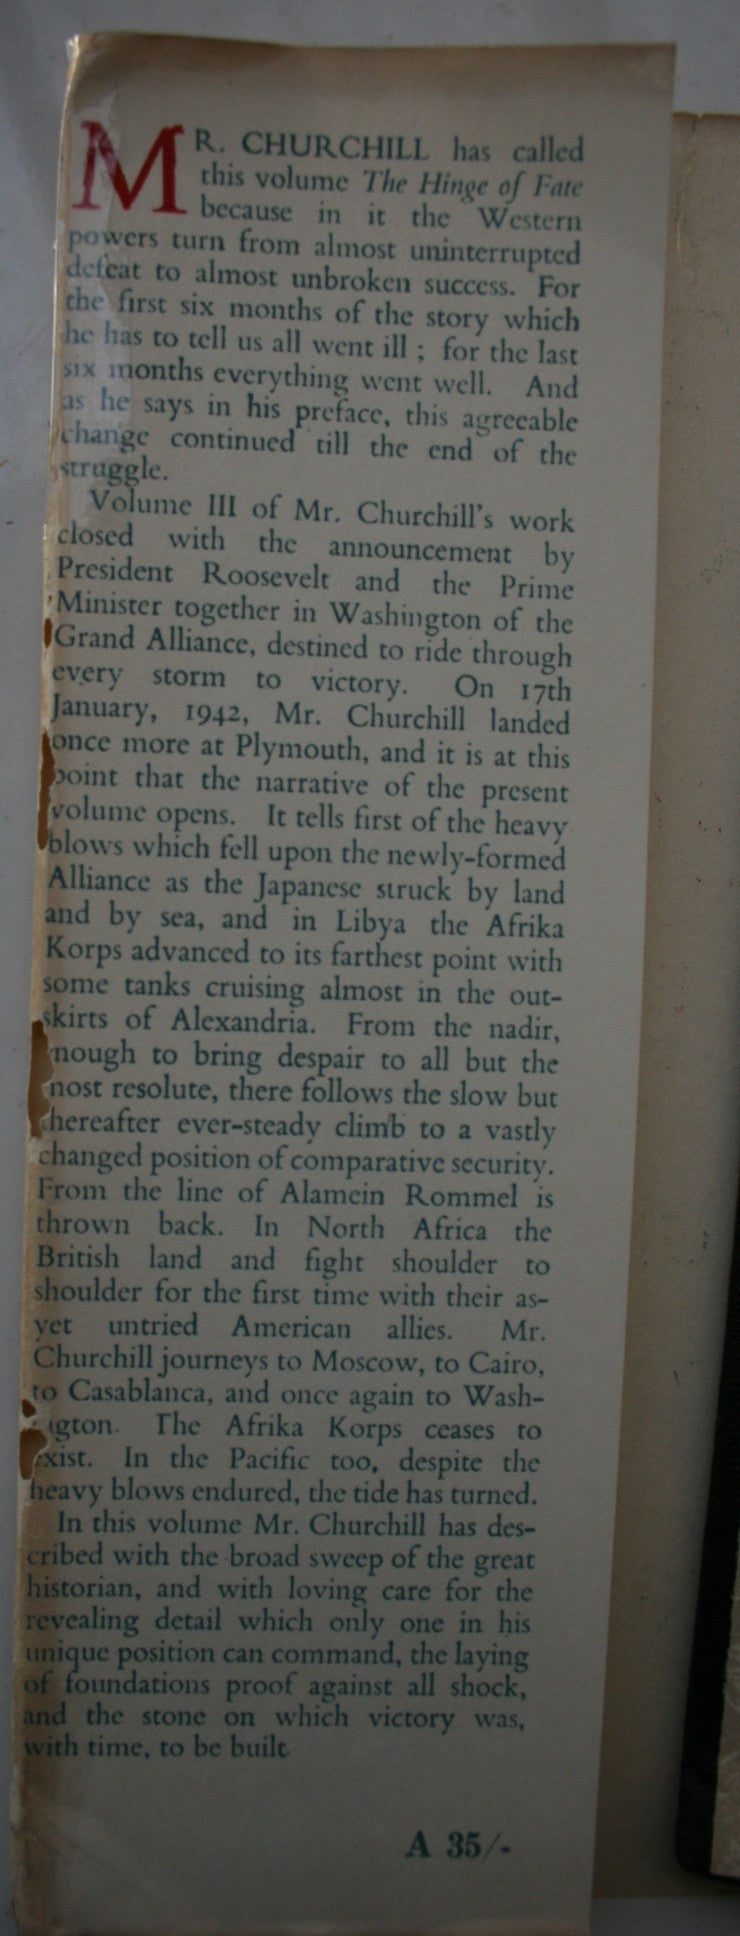 MR. CHURCHILL has called
this volume The Hinge of Fate
because in it the Western
powers turn from almost uninterrupted
defeat to almost unbroken success. For
the first six months of the story which
he has to tell us all went ill ; for the last
six months everything went well. And
as he says in his preface, this agreeable
change continued till the end of the
struggle.
Volume III of Mr. Churchill's work
closed with the announcement by
President Roosevelt and the Prime
Minister together in Washington of the
Grand Alliance, destined to ride through
every storm to victory. On 17th
January, 1942, Mr. Churchill landed
once more at Plymouth, and it is at this
point that the narrative of the present
volume opens. It tells first of the heavy
blows which fell upon the newly-formed
Alliance as the Japanese struck by land
and by sea, and in Libya the Afrika
Korps advanced to its farthest point with
some tanks cruising almost in the out-
skirts of Alexandria. From the nadir,
nough to bring despair to all but the
most resolute, there follows the slow but
thereafter ever-steady climb to a vastly
changed position of comparative security.
From the line of Alamein Rommel is
thrown back. In North Africa the
British land and fight shoulder to
shoulder for the first time with their as-
yet untried American allies. Mr.
Churchill journeys to Moscow, to Cairo,
to Casablanca, and once again to Wash-
ngton. The Afrika Korps ceases to
exist. In the Pacific too, despite the
heavy blows endured, the tide has turned.
In this volume Mr. Churchill has des-
cribed with the broad sweep of the great
historian, and with loving care for the
revealing detail which only one in his
unique position can command, the laying
of foundations proof against all shock,
and the stone on which victory was,
with time, to be built
A 35/-